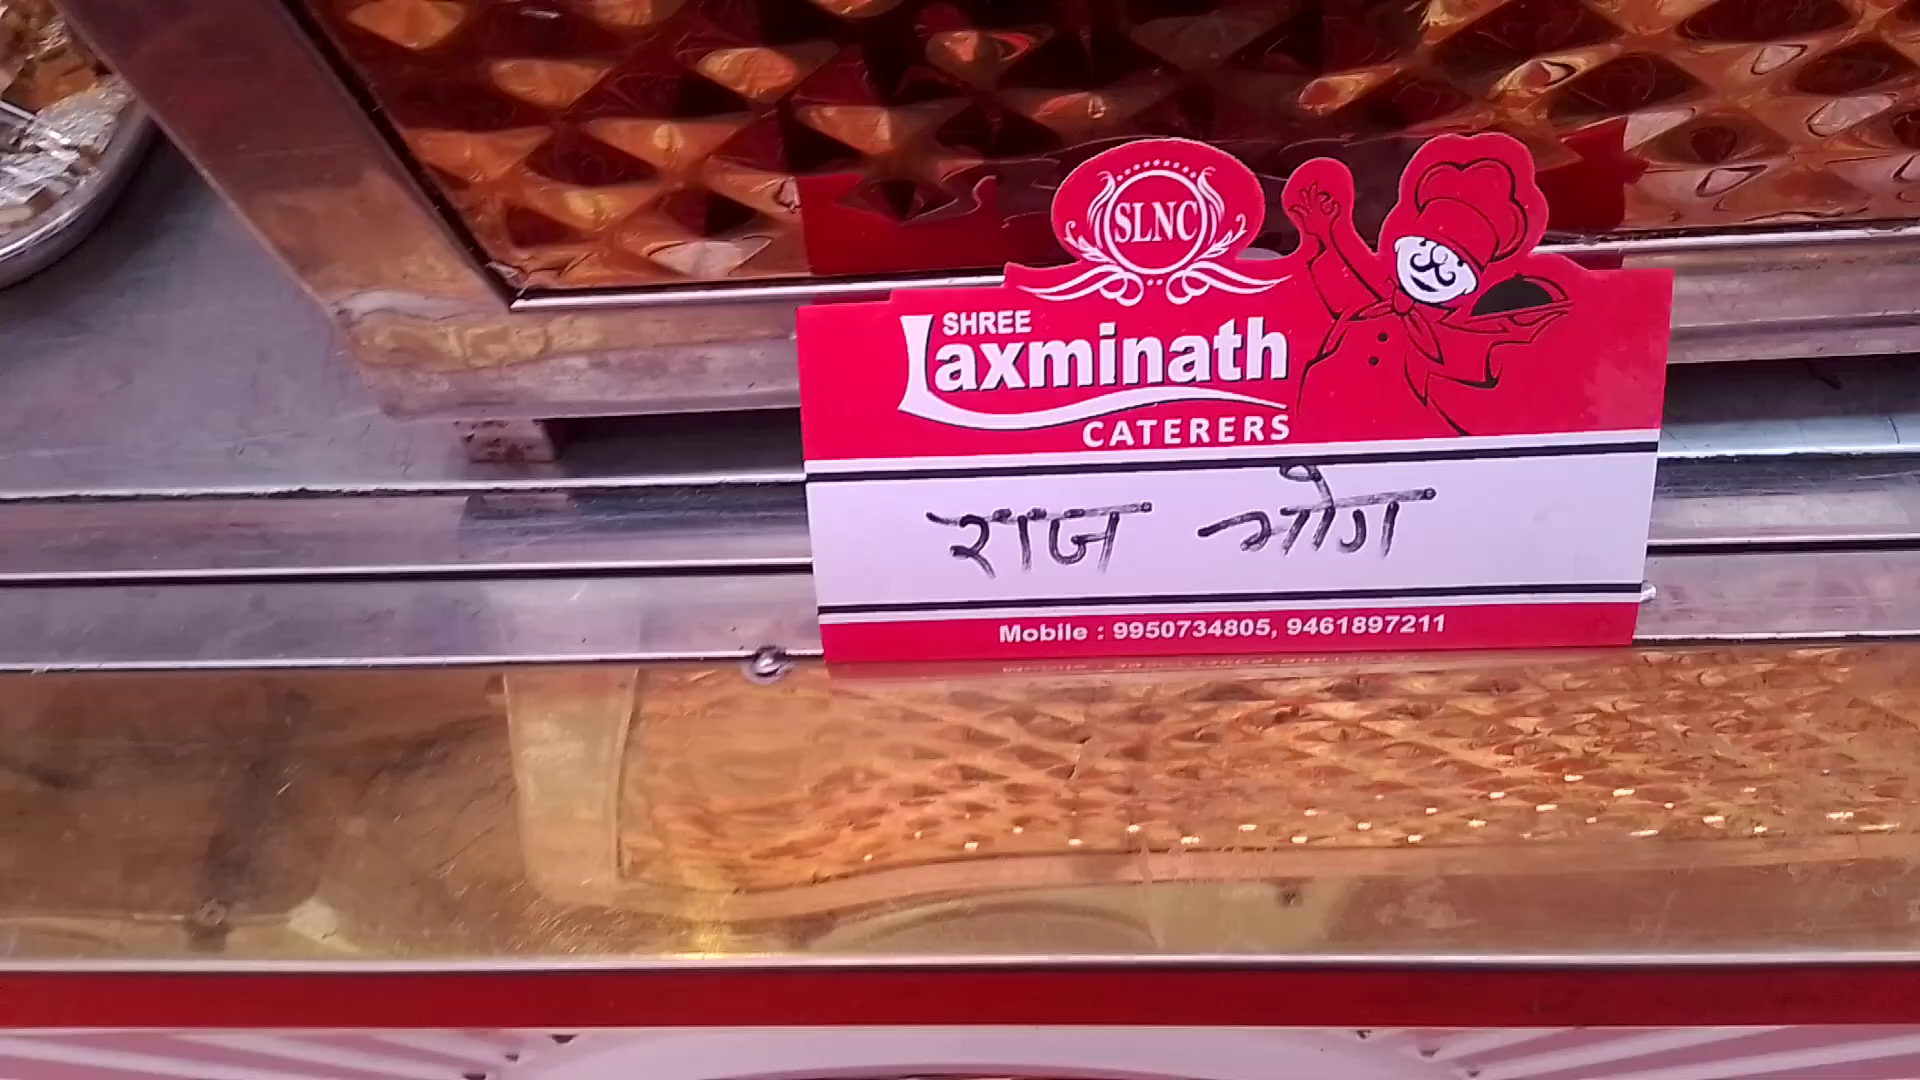 SLNC
SHREE
Laxminath
CATERERS
राज भोग
Mobile : 9950734805, 9461897211